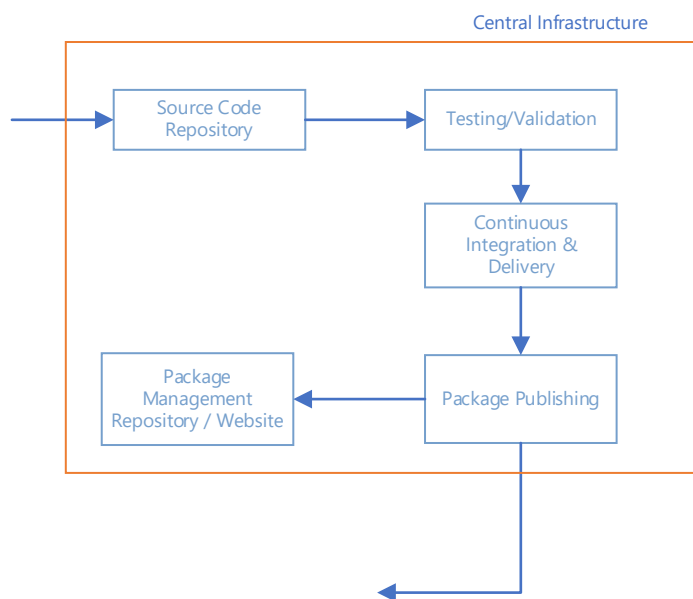 Central Infrastructure
Source Code
Repository
Testing/Validation
Continuous
Integration &
Delivery
Package
Management
Repository / Website
Package Publishing